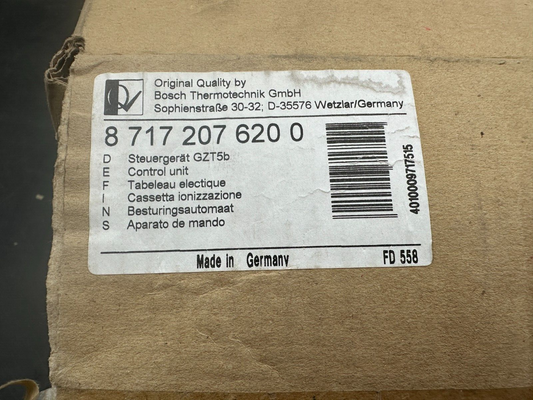 QV
Original Quality by
Bosch Thermotechnik GmbH
Sophienstraße 30-32; D-35576 Wetzlar/Germany
8 717 207 620 0
D Steuergerät GZT5b
E Control unit
F Tabeleau electique
I Cassetta ionizzazione
N Besturingsautomaat
S Aparato de mando
4010009717515
Made in Germany
FD 558